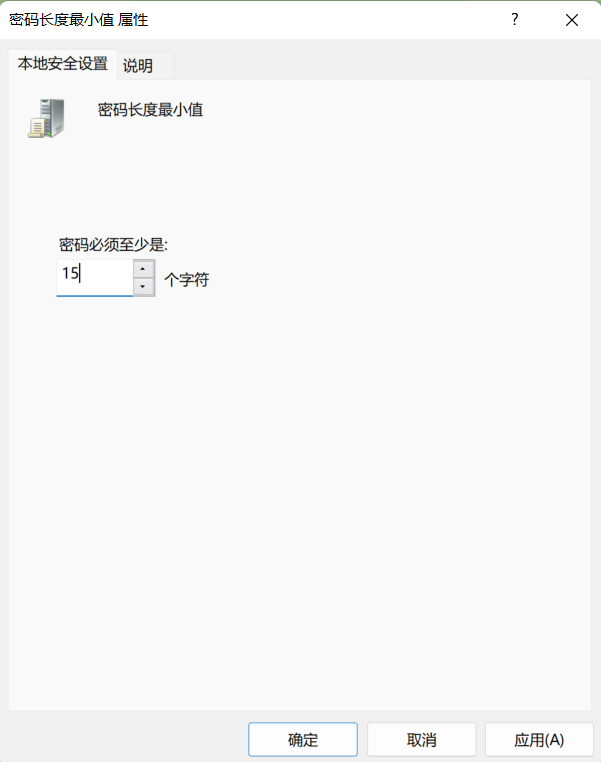 密码长度最小值 属性
本地安全设置 说明
密码长度最小值
密码必须至少是:
15 个字符
确定 取消 应用(A)